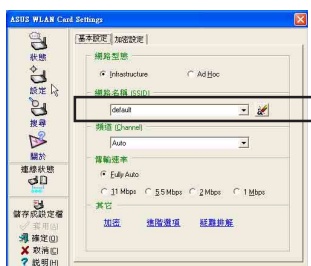 ASUS WLAN Card Settings
基本設定 加密設定
狀態
設定
搜尋
關於
連線狀態
儲存成設定檔
套用(A)
確定(O)
取消(C)
說明(H)
網路型態
Infrastructure
Ad Hoc
網路名稱 (SSID)
default
頻道 (Channel)
Auto
傳輸速率
Fully Auto
11 Mbps 5.5 Mbps 2 Mbps 1 Mbps
其它
加密 進階選項 疑難排解